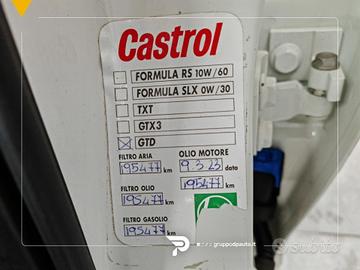 Castrol
FORMULA RS 10W/60
FORMULA SLX 0W/30
TXT
GTX3
GTD
FILTRO ARIA OLIO MOTORE
195477 km 9.3.23 data
FILTRO OLIO 195477 km
195477 km
FILTRO GASOLIO
195477 km
gruppodpauto.it